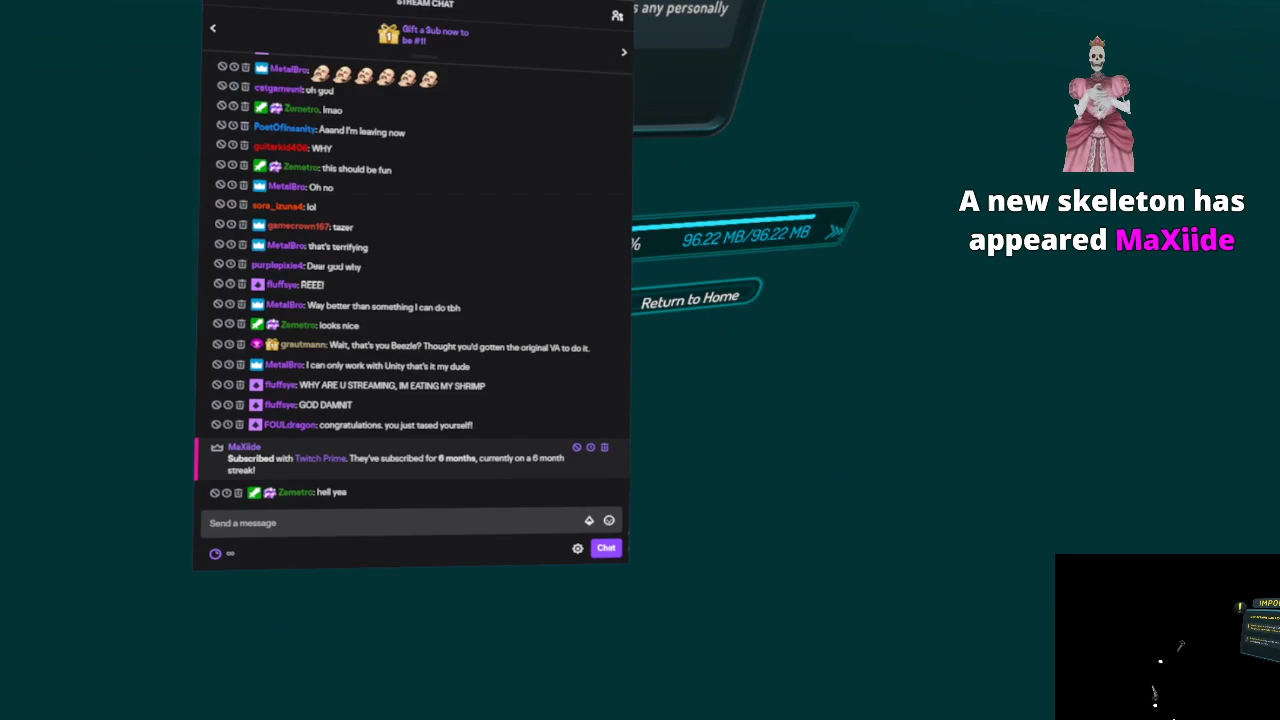 STREAM CHAT
Gift a Sub now to
be #1!
s any personally
MetalBro:
catgamevni: oh god
Zemetro: lmao
PoetOfInsanity: Aaand I'm leaving now
guitarkid406: WHY
Zemetro: this should be fun
MetalBro: Oh no
sora_izuna4: lol
gamecrown167: tazer
MetalBro: that's terrifying
purplepixie4: Dear god why
fluffsye: REEE!
MetalBro: Way better than something I can do tbh
Zemetro: looks nice
grautmann: Wait, that's you Beezle? Thought you'd gotten the original VA to do it.
MetalBro: I can only work with Unity that's it my dude
fluffsye: WHY ARE U STREAMING, IM EATING MY SHRIMP
fluffsye: GOD DAMNIT
FOULdragon: congratulations. you just tased yourself!
MaXiide
Subscribed with Twitch Prime. They've subscribed for 6 months, currently on a 6 month
streak!
Zemetro: hell yea
Send a message
∞
Chat
% 96.22 MB/96.22 MB
Return to Home
A new skeleton has
appeared MaXiide
! IMPO